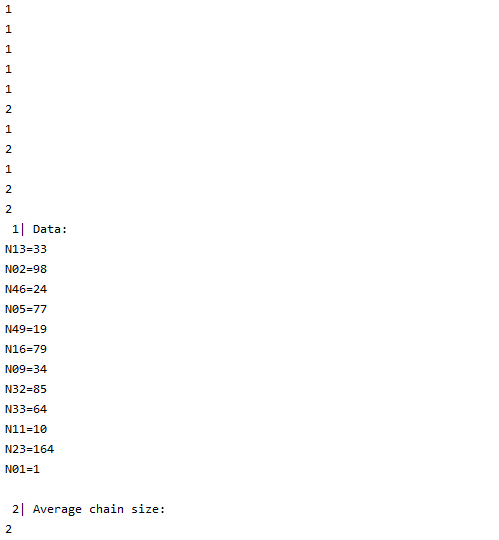 1
1
1
1
1
2
1
2
1
2
2
1| Data:
N13=33
N02=98
N46=24
N05=77
N49=19
N16=79
N09=34
N32=85
N33=64
N11=10
N23=164
N01=1
2| Average chain size:
2